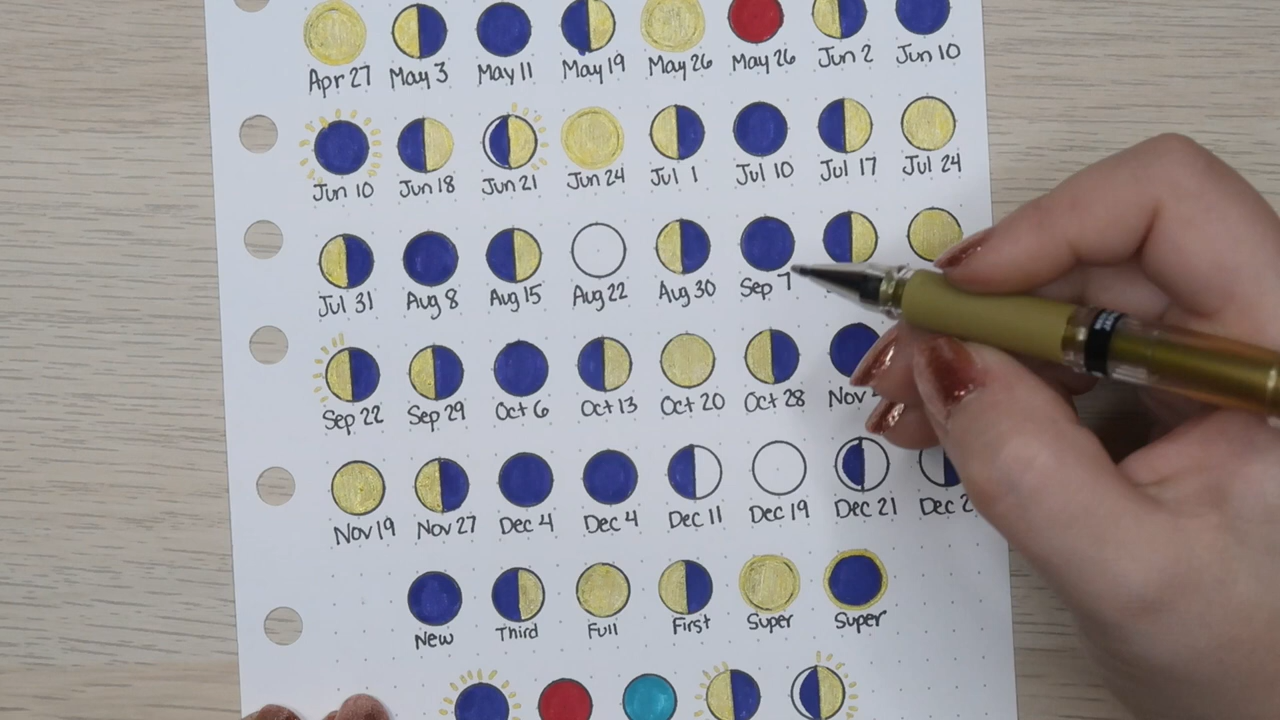 Apr 27 May 3 May 11 May 19 May 26 May 26 Jun 2 Jun 10
Jun 10 Jun 18 Jun 21 Jun 24 Jul 1 Jul 10 Jul 17 Jul 24
Jul 31 Aug 8 Aug 15 Aug 22 Aug 30 Sep 7
Sep 22 Sep 29 Oct 6 Oct 13 Oct 20 Oct 28 Nov
Nov 19 Nov 27 Dec 4 Dec 4 Dec 11 Dec 19 Dec 21 Dec
New Third Full First Super Super